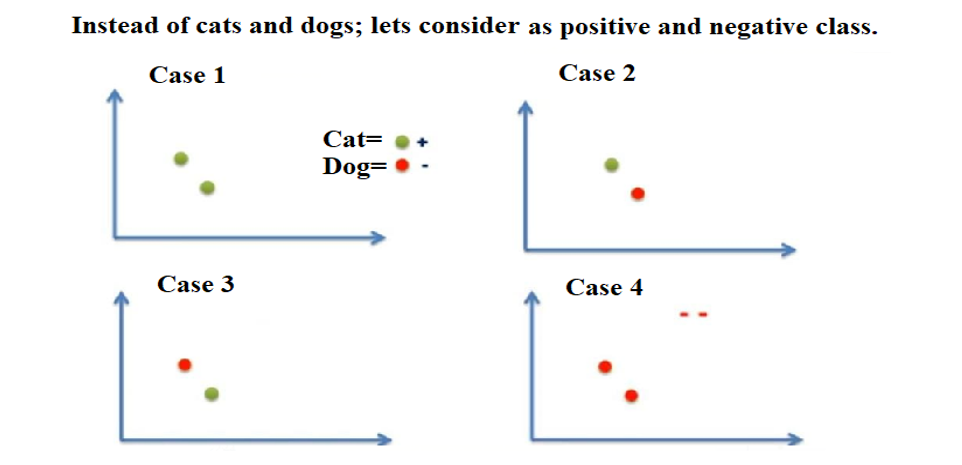 Instead of cats and dogs; lets consider as positive and negative class.
Case 1
Case 2
Cat= +
Dog= -
Case 3
Case 4
- -